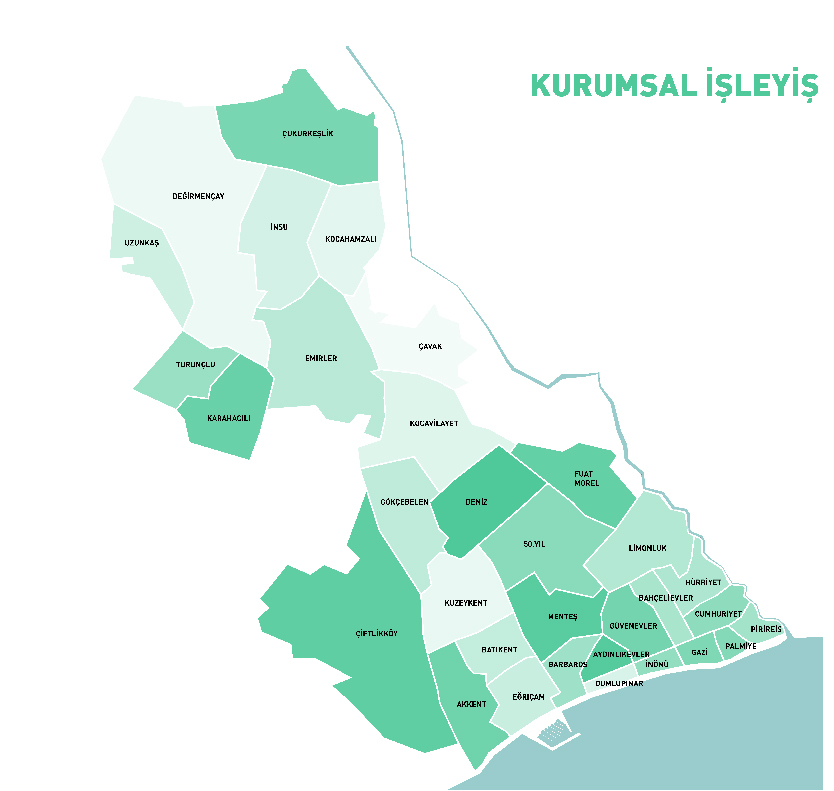 KURUMSAL İŞLEYİŞ
ÇUKURKEŞLİK
DEĞİRMENÇAY
İNSU
KOCAHAMZALI
UZUNKAŞ
ÇAVAK
EMİRLER
TURUNÇLU
KARAHACILI
KOCAVİLAYET
FUAT
MOREL
GÖKÇEBELEN
DENİZ
50.YIL
LİMONLUK
HÜRRİYET
KUZEYKENT
BAHÇELİEVLER
CUMHURİYET
MENTEŞ
GÜVENEVLER
PİRİREİS
ÇİFTLİKKÖY
BATIKENT
PALMİYE
AYDINLIKEVLER
GAZİ
BARBAROS
İNÖNÜ
DUMLUPINAR
EĞRİÇAM
AKKENT